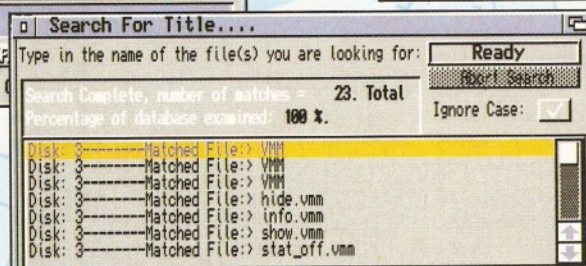 Search For Title....
Type in the name of the file(s) you are looking for: Ready
Abort Search
Search Complete, number of matches = 23. Total
Percentage of database examined: 100 %.
Ignore Case:
Disk: 3--------Matched File:> VMM
Disk: 3--------Matched File:> VMM
Disk: 3--------Matched File:> VMM
Disk: 3--------Matched File:> hide.vmm
Disk: 3--------Matched File:> info.vmm
Disk: 3--------Matched File:> show.vmm
Disk: 3--------Matched File:> stat_off.vmm